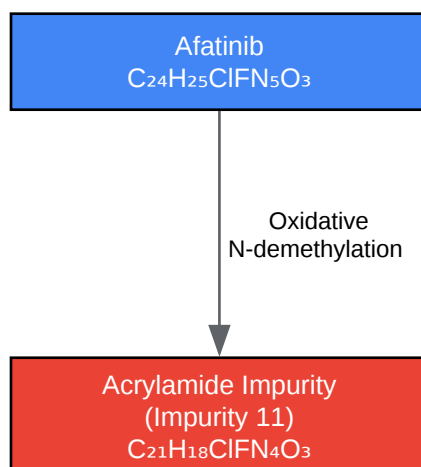 Afatinib
C₂₄H₂₅ClFN₅O₃
Oxidative
N-demethylation
Acrylamide Impurity
(Impurity 11)
C₂₁H₁₈ClFN₄O₃